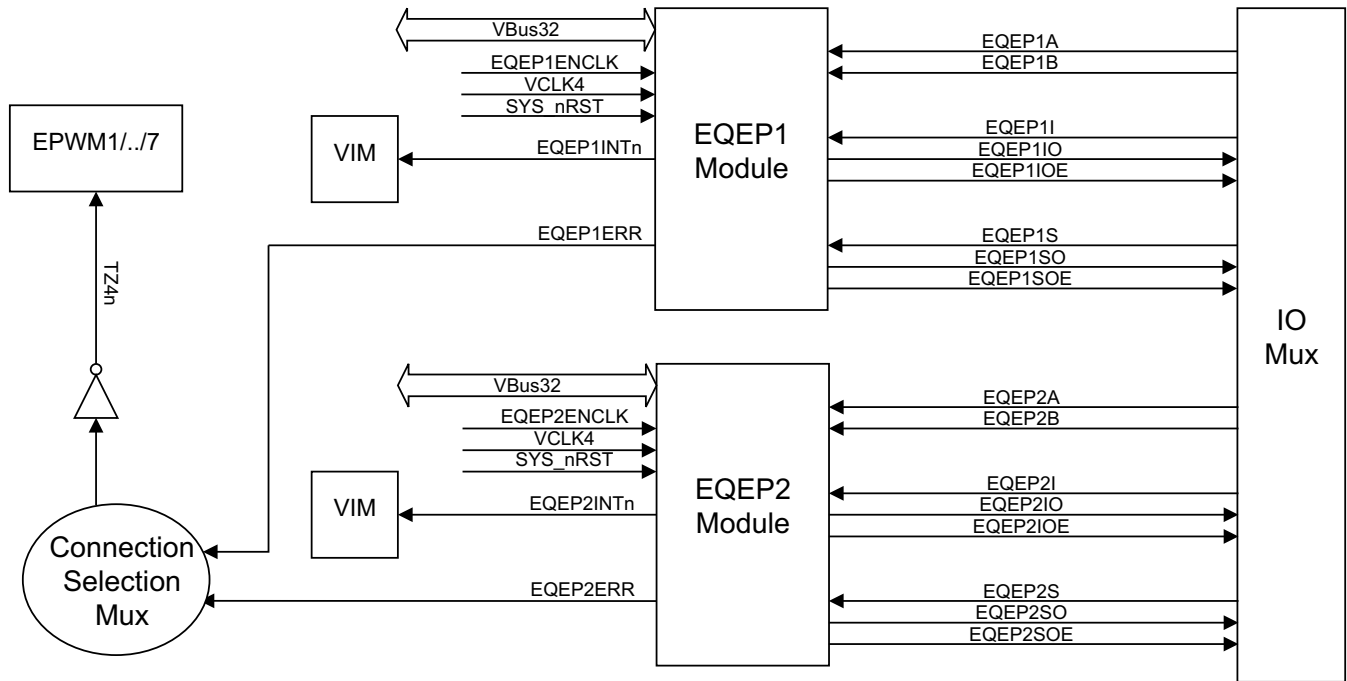 VBus32
EQEP1ENCLK
VCLK4
SYS_nRST
EPWM1/../7
VIM
EQEP1INTn
EQEP1
Module
EQEP1A
EQEP1B
EQEP1I
EQEP1IO
EQEP1IOE
EQEP1ERR
EQEP1S
EQEP1SO
EQEP1SOE
TZ4n
IO
Mux
VBus32
EQEP2ENCLK
VCLK4
SYS_nRST
VIM
EQEP2INTn
EQEP2
Module
EQEP2A
EQEP2B
EQEP2I
EQEP2IO
EQEP2IOE
Connection
Selection
Mux
EQEP2ERR
EQEP2S
EQEP2SO
EQEP2SOE